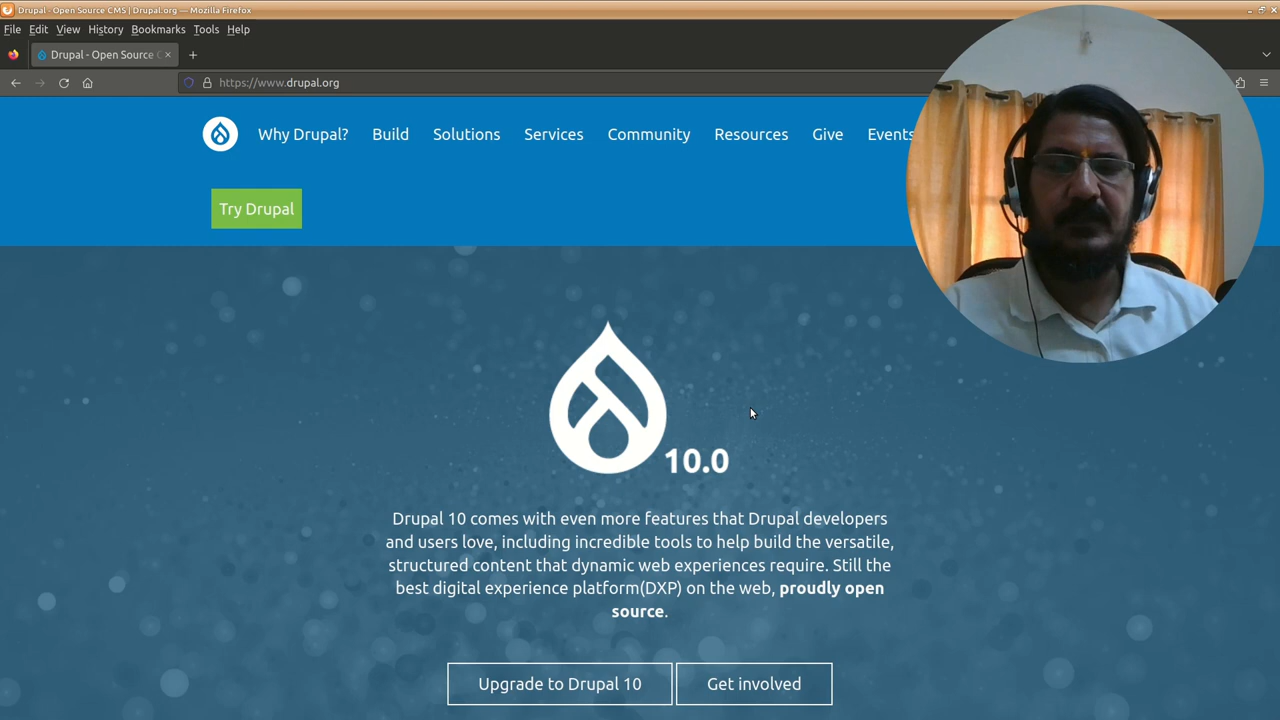 Drupal - Open Source CMS | Drupal.org — Mozilla Firefox
File Edit View History Bookmarks Tools Help
Drupal - Open Source
https://www.drupal.org
Why Drupal? Build Solutions Services Community Resources Give Events
Try Drupal
10.0
Drupal 10 comes with even more features that Drupal developers
and users love, including incredible tools to help build the versatile,
structured content that dynamic web experiences require. Still the
best digital experience platform(DXP) on the web, proudly open
source.
Upgrade to Drupal 10 Get involved